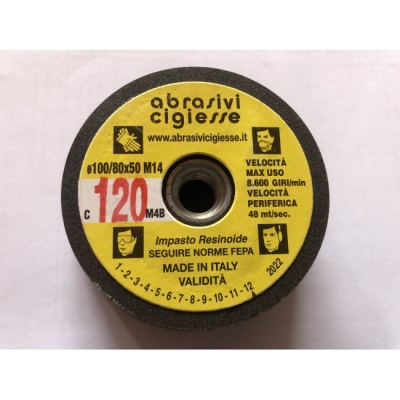 abrasivi
cigiesse
www.abrasivicigiesse.it
ø100/80x50 M14
C 120 M4B
VELOCITÀ
MAX USO
8.600 GIRI/min
VELOCITÀ
PERIFERICA
48 mt/sec.
Impasto Resinoide
SEGUIRE NORME FEPA
MADE IN ITALY
VALIDITÀ
1-2-3-4-5-6-7-8-9-10-11-12 2022